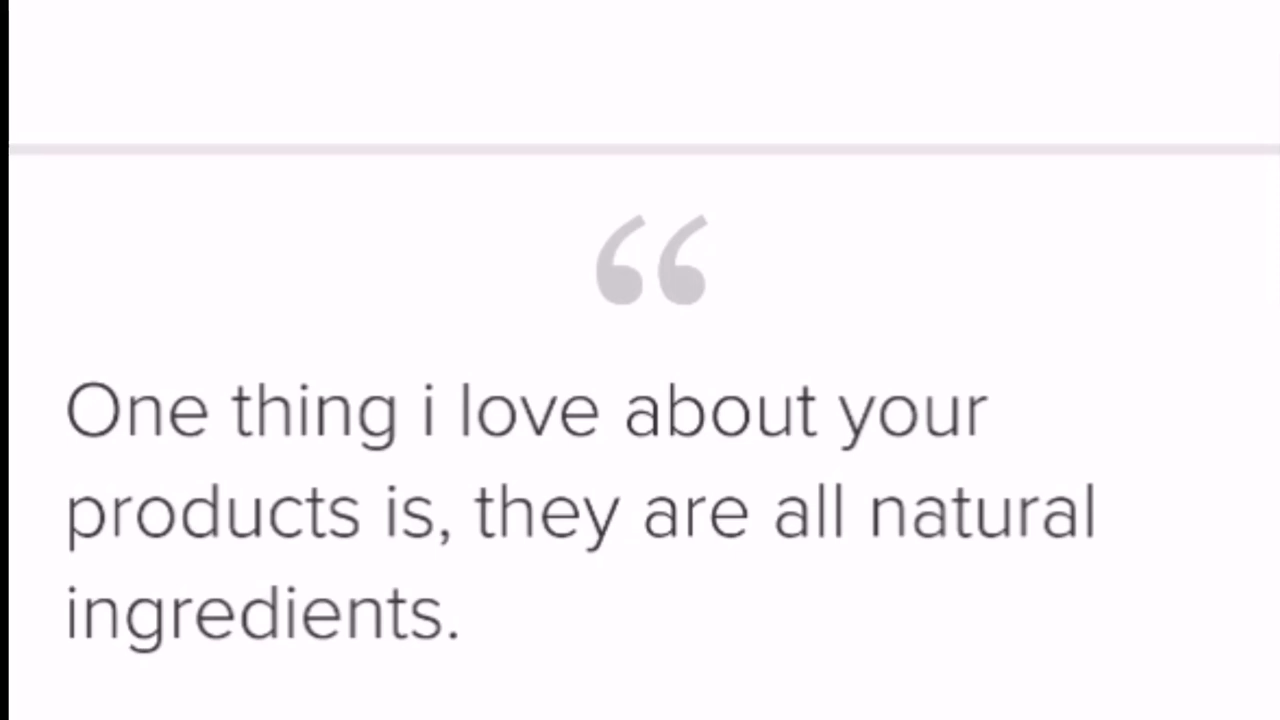 “
One thing i love about your
products is, they are all natural
ingredients.